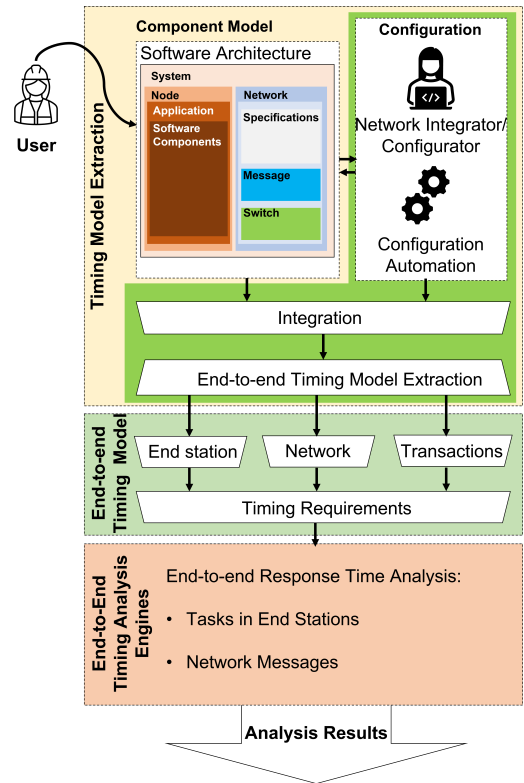 Component Model
Configuration
Software Architecture
System
Node
Network
Application
Software
Components
Specifications
Message
Switch
User
</>
Network Integrator/
Configurator
Configuration
Automation
Timing Model Extraction
Integration
End-to-end Timing Model Extraction
End-to-end
Timing Model
End station
Network
Transactions
Timing Requirements
End-to-End
Timing Analysis
Engines
End-to-end Response Time Analysis:
• Tasks in End Stations
• Network Messages
Analysis Results